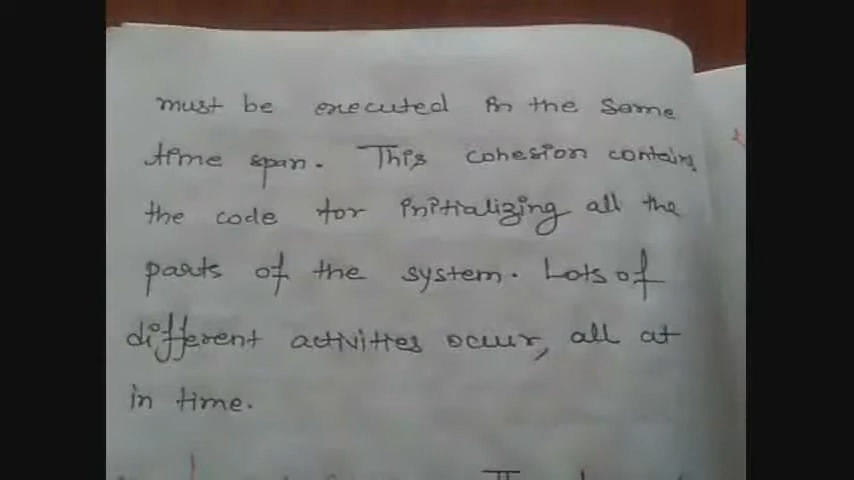 must be executed in the same
time span. This cohesion contains
the code for initializing all the
parts of the system. Lots of
different activities occur, all at
in time.